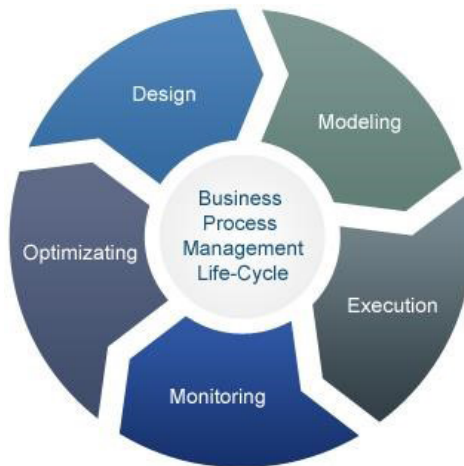 Design
Modeling
Business
Process
Management
Life-Cycle
Optimizating
Execution
Monitoring